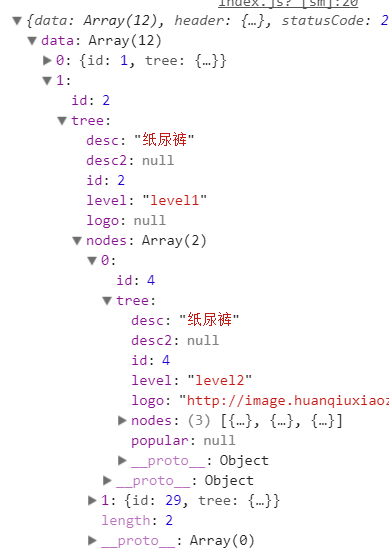 index.js? [sm]:20
▼{data: Array(12), header: {…}, statusCode: 2
▼data: Array(12)
▶0: {id: 1, tree: {…}}
▼1:
id: 2
▼tree:
desc: "纸尿裤"
desc2: null
id: 2
level: "level1"
logo: null
▼nodes: Array(2)
▼0:
id: 4
▼tree:
desc: "纸尿裤"
desc2: null
id: 4
level: "level2"
logo: "http://image.huanqiuxiaoz
▶nodes: (3) [{…}, {…}, {…}]
popular: null
▶__proto__: Object
▶__proto__: Object
▶1: {id: 29, tree: {…}}
length: 2
▶__proto__: Array(0)